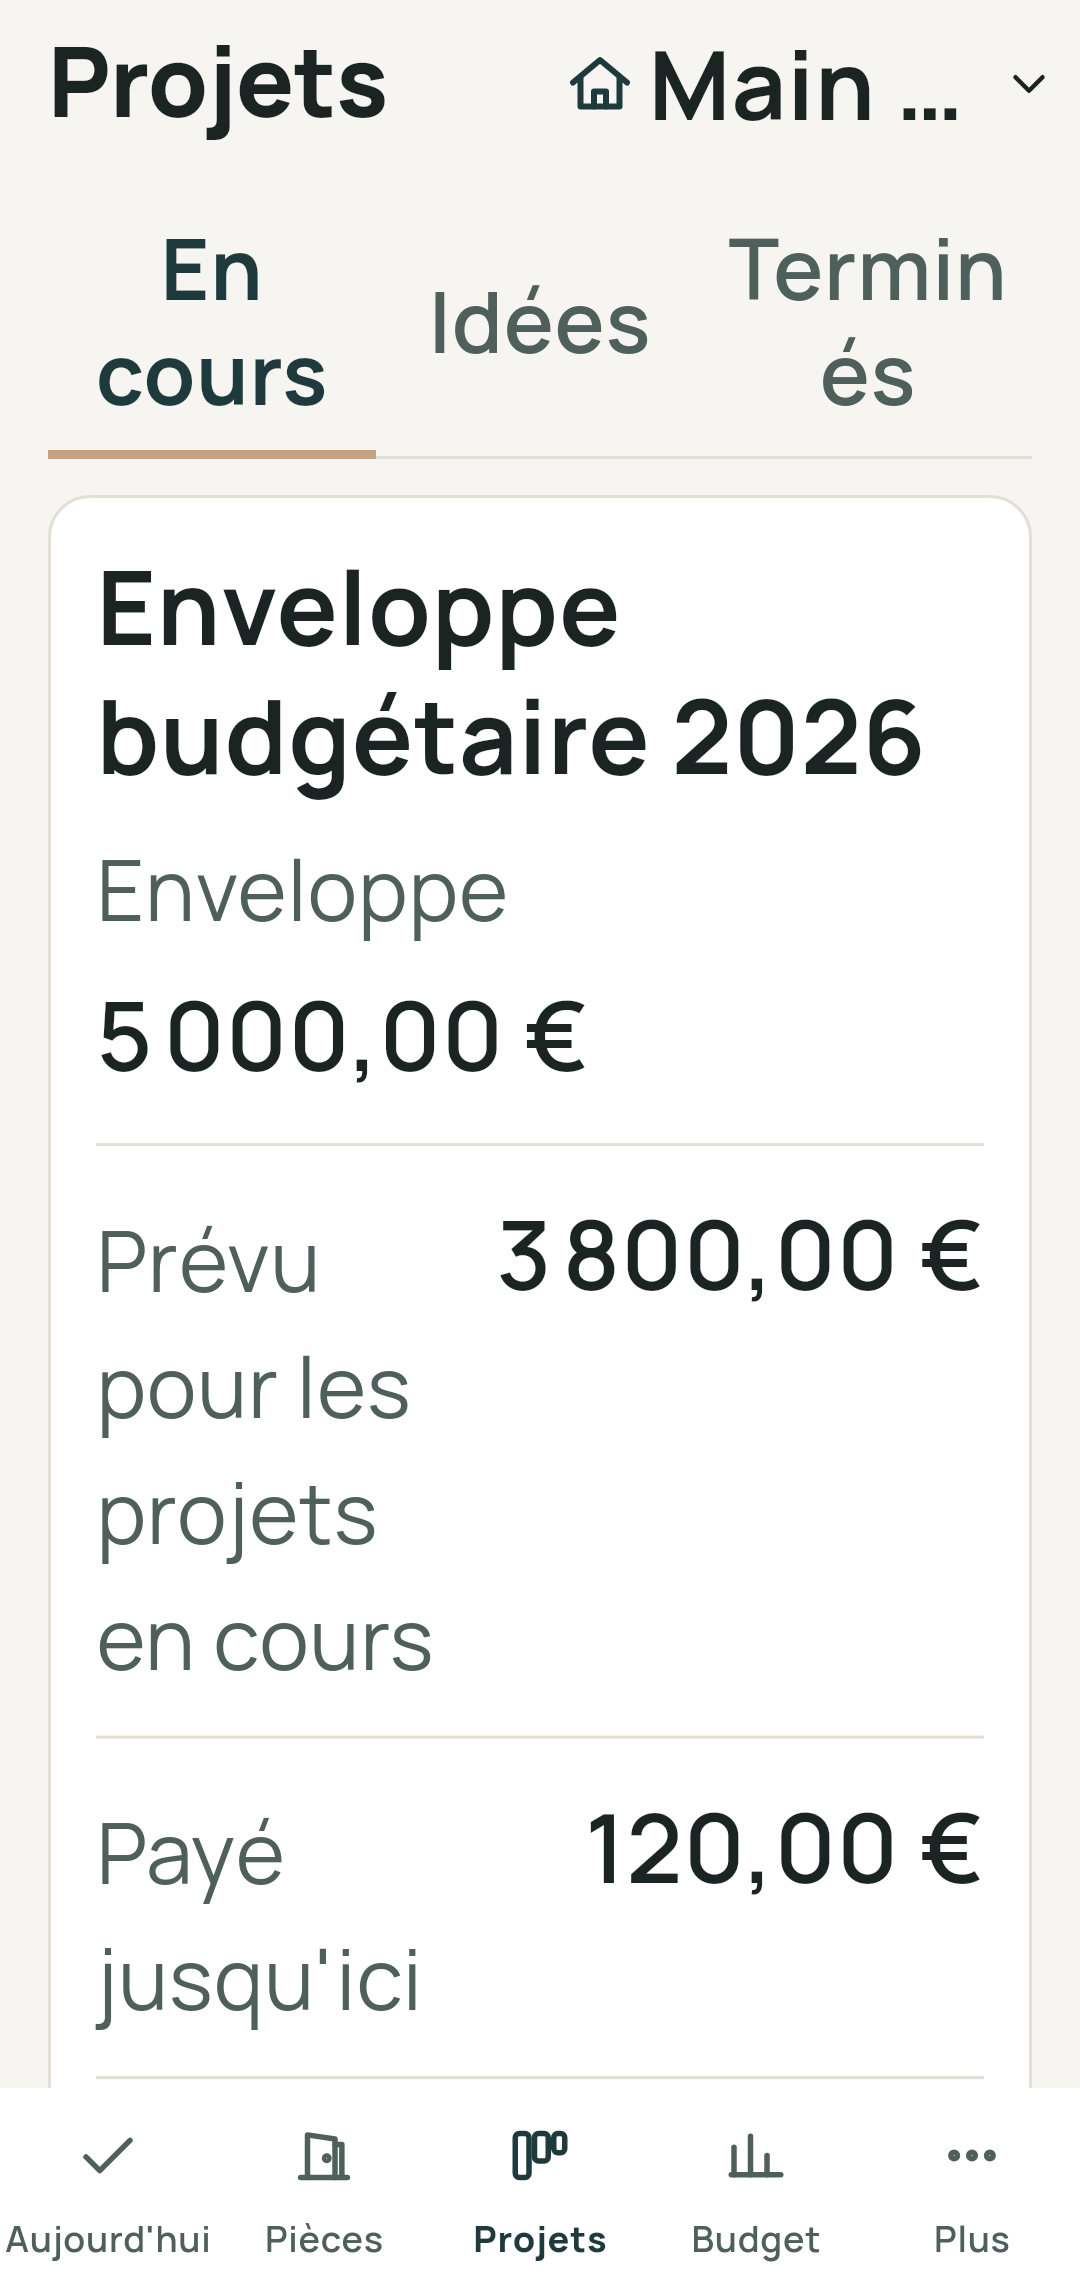 Projets
Main ...
En
cours
Idées
Termin
és
Enveloppe
budgétaire 2026
Enveloppe
5 000,00 €
Prévu
pour les
projets
en cours
3 800,00 €
Payé
jusqu'ici
120,00 €
Aujourd'hui
Pièces
Projets
Budget
Plus